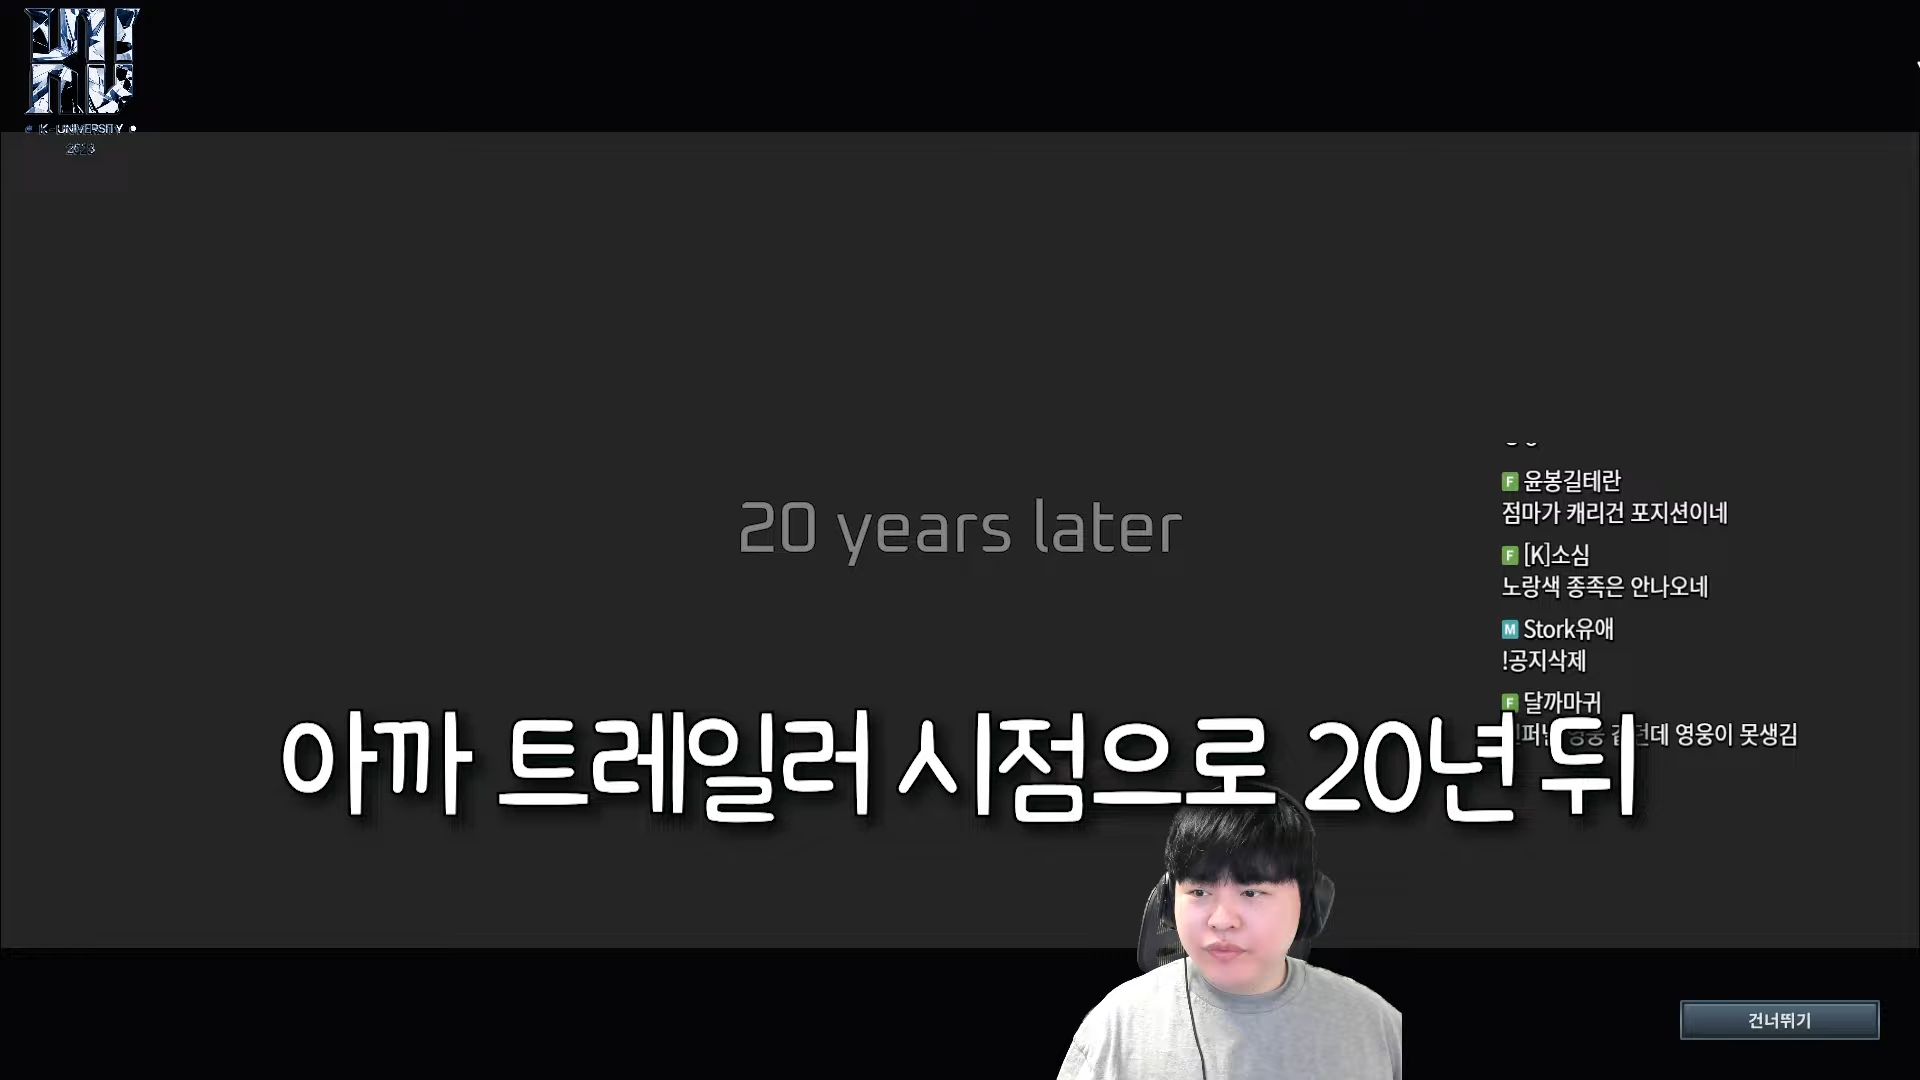 K-UNIVERSITY
2023
20 years later
윤봉길테란
점마가 캐리건 포지션이네
[K]소심
노랑색 종족은 안나오네
Stork유애
!공지삭제
달까마귀
영웅이 못생김
아까 트레일러 시점으로 20년 뒤
건너뛰기